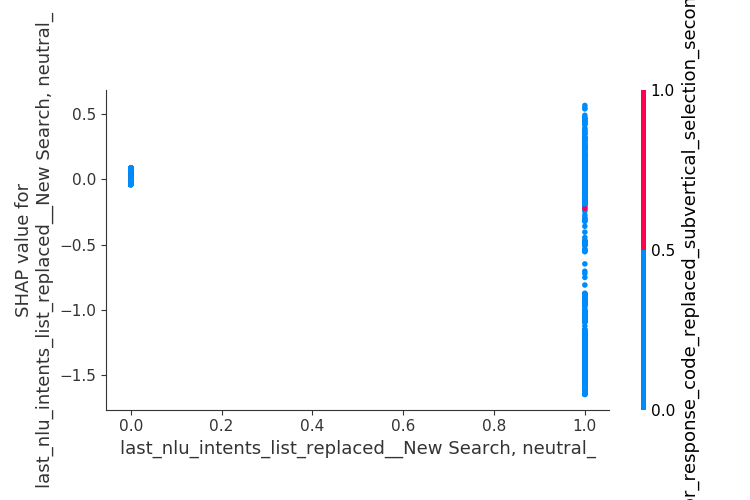 SHAP value for
last_nlu_intents_list_replaced__New Search, neutral_
0.5
0.0
−0.5
−1.0
−1.5
0.0 0.2 0.4 0.6 0.8 1.0
last_nlu_intents_list_replaced__New Search, neutral_
1.0
0.5
0.0
or_response_code_replaced_subvertical_selection_secon